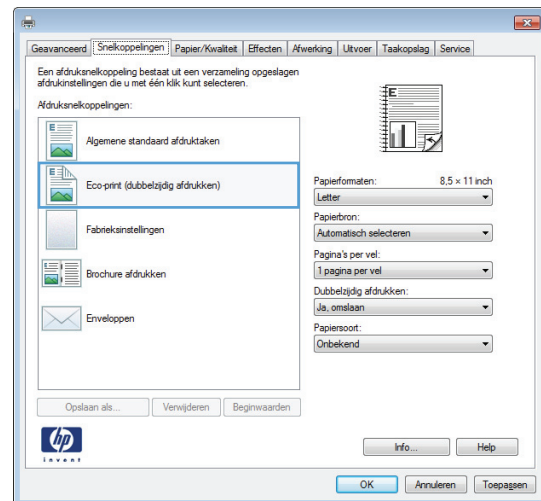 Geavanceerd Snelkoppelingen Papier/Kwaliteit Effecten Afwerking Uitvoer Taakopslag Service
Een afdruksnelkoppeling bestaat uit een verzameling opgeslagen
afdrukinstellingen die u met één klik kunt selecteren.
Afdruksnelkoppelingen:
E
Algemene standaard afdruktaken
E
Eco-print (dubbelzijdig afdrukken)
Fabrieksinstellingen
Brochure afdrukken
Enveloppen
Opslaan als... Verwijderen Beginwaarden
E
Papierformaten: 8,5 × 11 inch
Letter
Papierbron:
Automatisch selecteren
Pagina's per vel:
1 pagina per vel
Dubbelzijdig afdrukken:
Ja, omslaan
Papiersoort:
Onbekend
hp
invent
Info... Help
OK Annuleren Toepassen